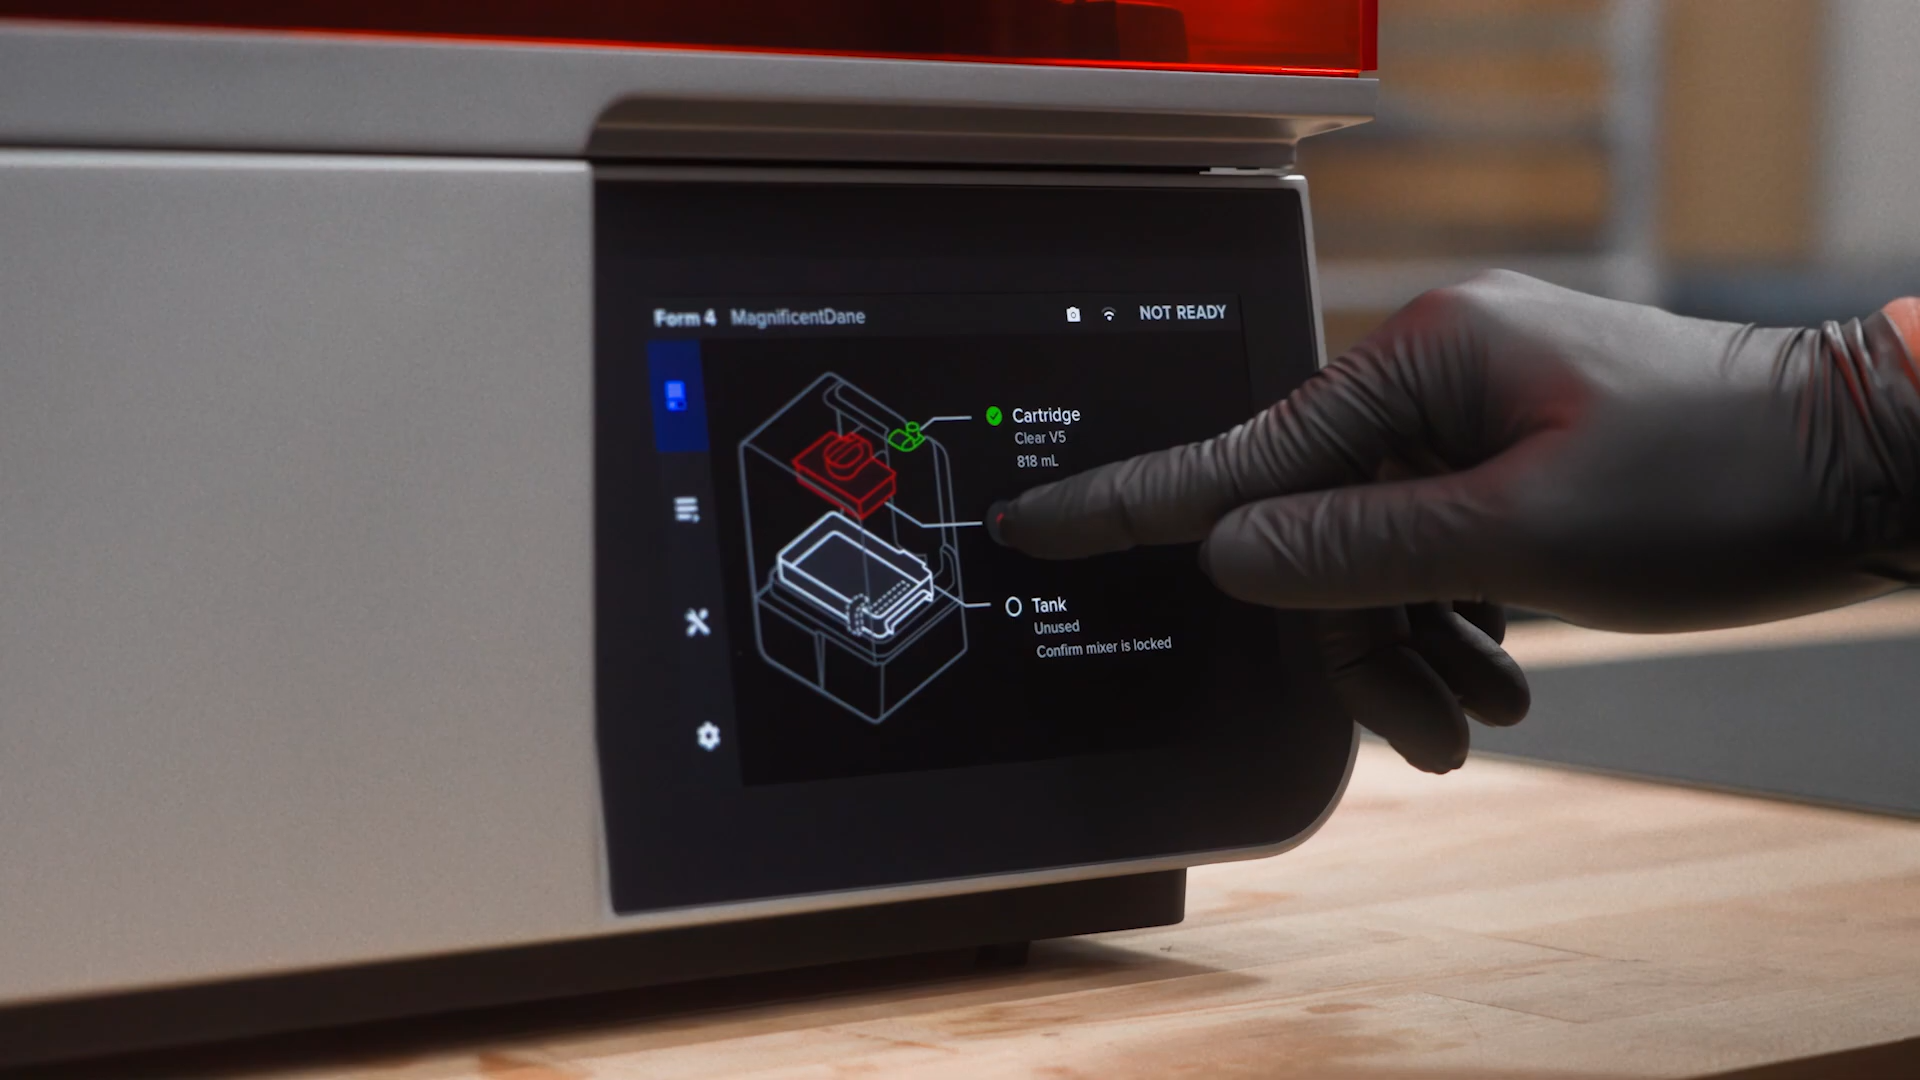 Form 4 MagnificentDane NOT READY
Cartridge
Clear V5
818 mL
Tank
Unused
Confirm mixer is locked